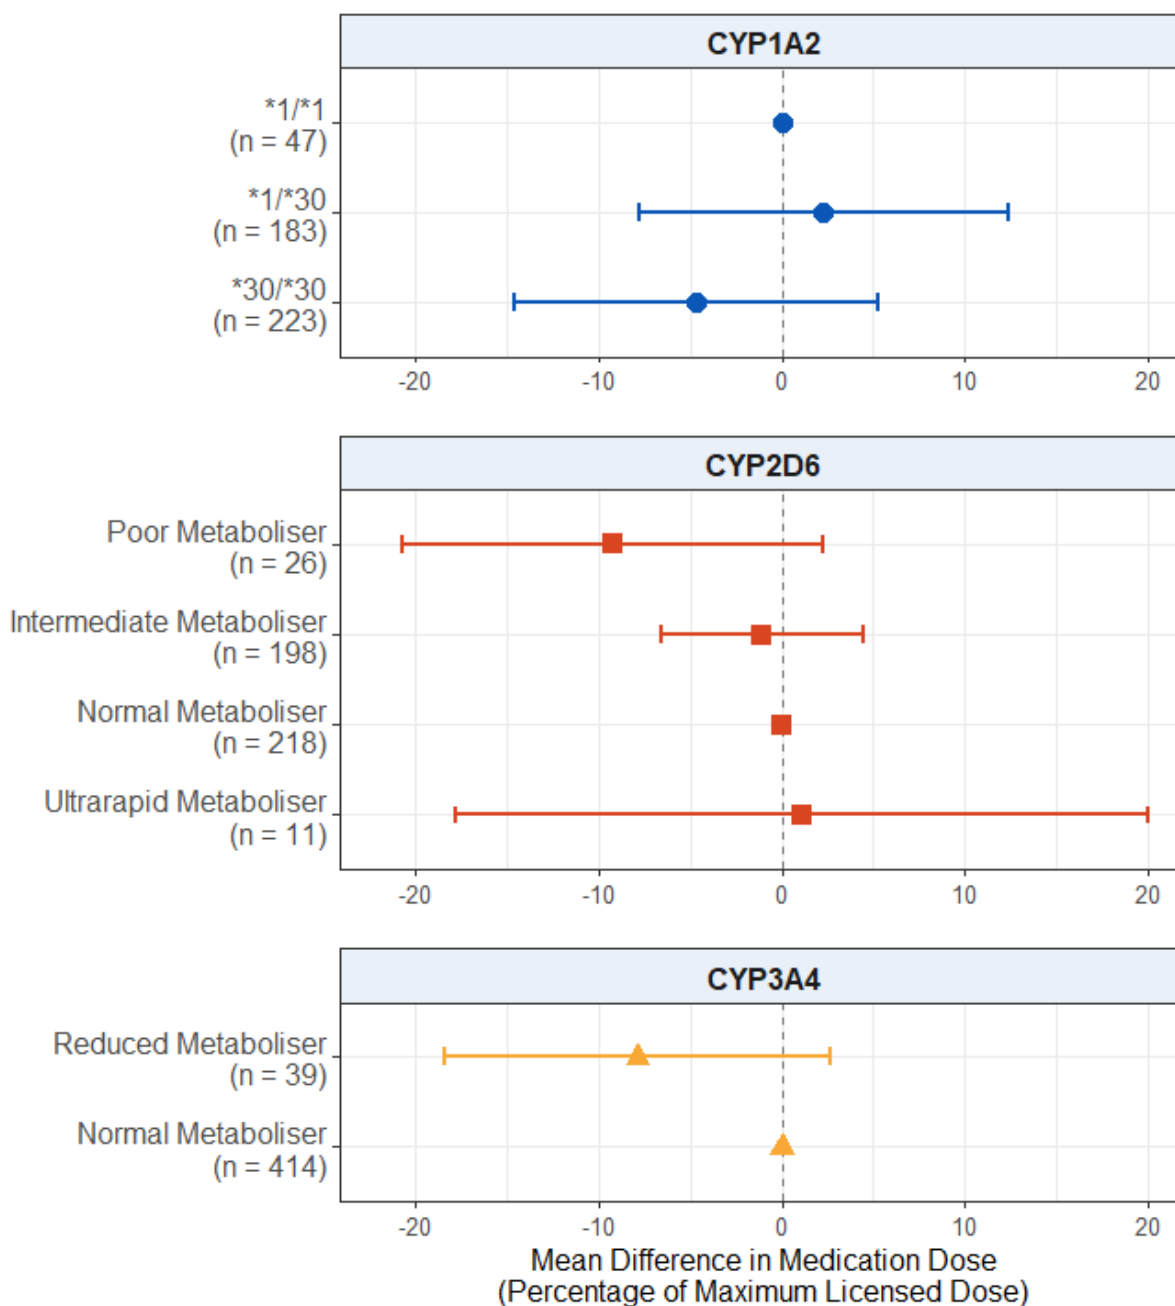 CYP1A2
*1/*1
(n = 47)
*1/*30
(n = 183)
*30/*30
(n = 223)
-20 -10 0 10 20
CYP2D6
Poor Metaboliser
(n = 26)
Intermediate Metaboliser
(n = 198)
Normal Metaboliser
(n = 218)
Ultrarapid Metaboliser
(n = 11)
-20 -10 0 10 20
CYP3A4
Reduced Metaboliser
(n = 39)
Normal Metaboliser
(n = 414)
-20 -10 0 10 20
Mean Difference in Medication Dose
(Percentage of Maximum Licensed Dose)